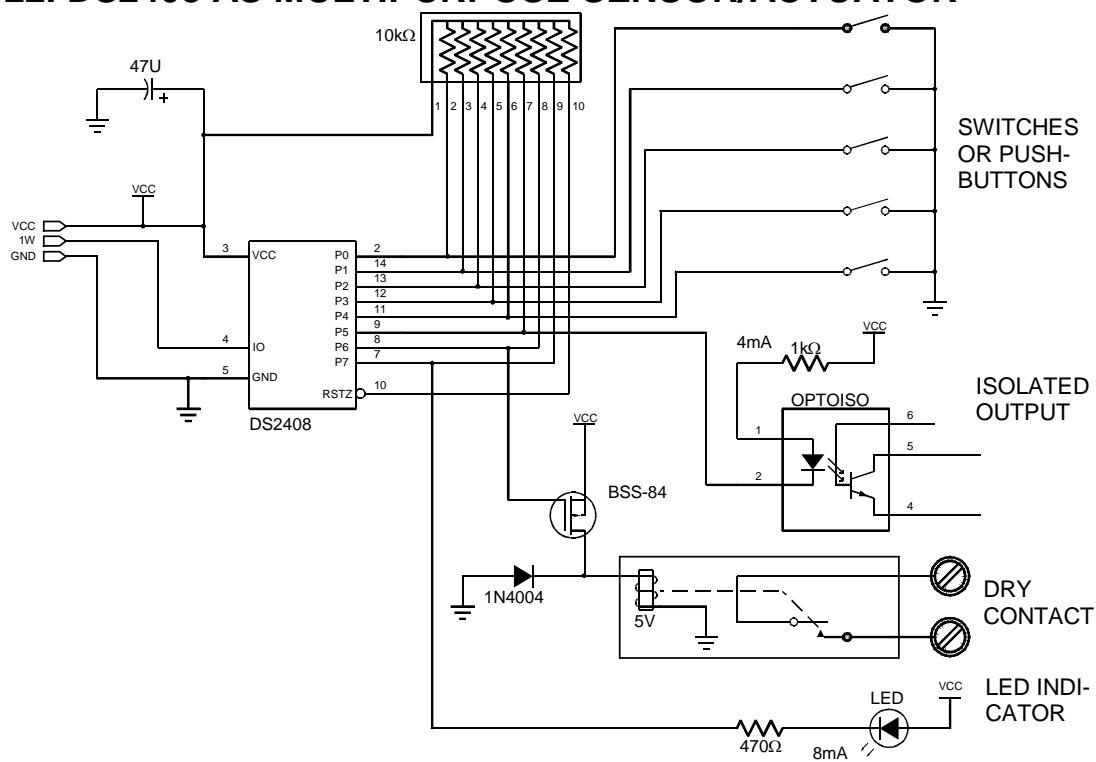 10kΩ
47U
1 2 3 4 5 6 7 8 9 10
SWITCHES
OR PUSH-
BUTTONS
VCC
VCC
1W
GND
3
VCC
4
IO
5
GND
P0
2
P1
14
P2
13
P3
12
P4
11
P5
9
P6
8
P7
7
RSTZ
10
DS2408
VCC
4mA
1kΩ
OPTOISO
1
2
6
5
4
ISOLATED
OUTPUT
VCC
BSS-84
1N4004
5V
DRY
CONTACT
VCC
LED
470Ω
8mA
LED INDI-
CATOR